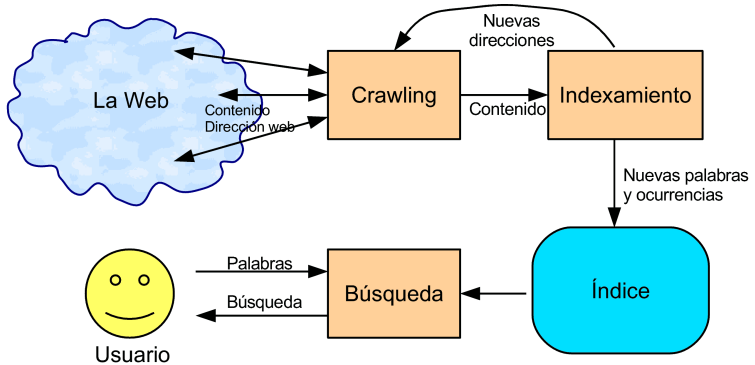 Nuevas
direcciones
La Web
Contenido
Dirección web
Crawling
Contenido
Indexamiento
Nuevas palabras
y ocurrencias
Palabras
Búsqueda
Búsqueda
Índice
Usuario